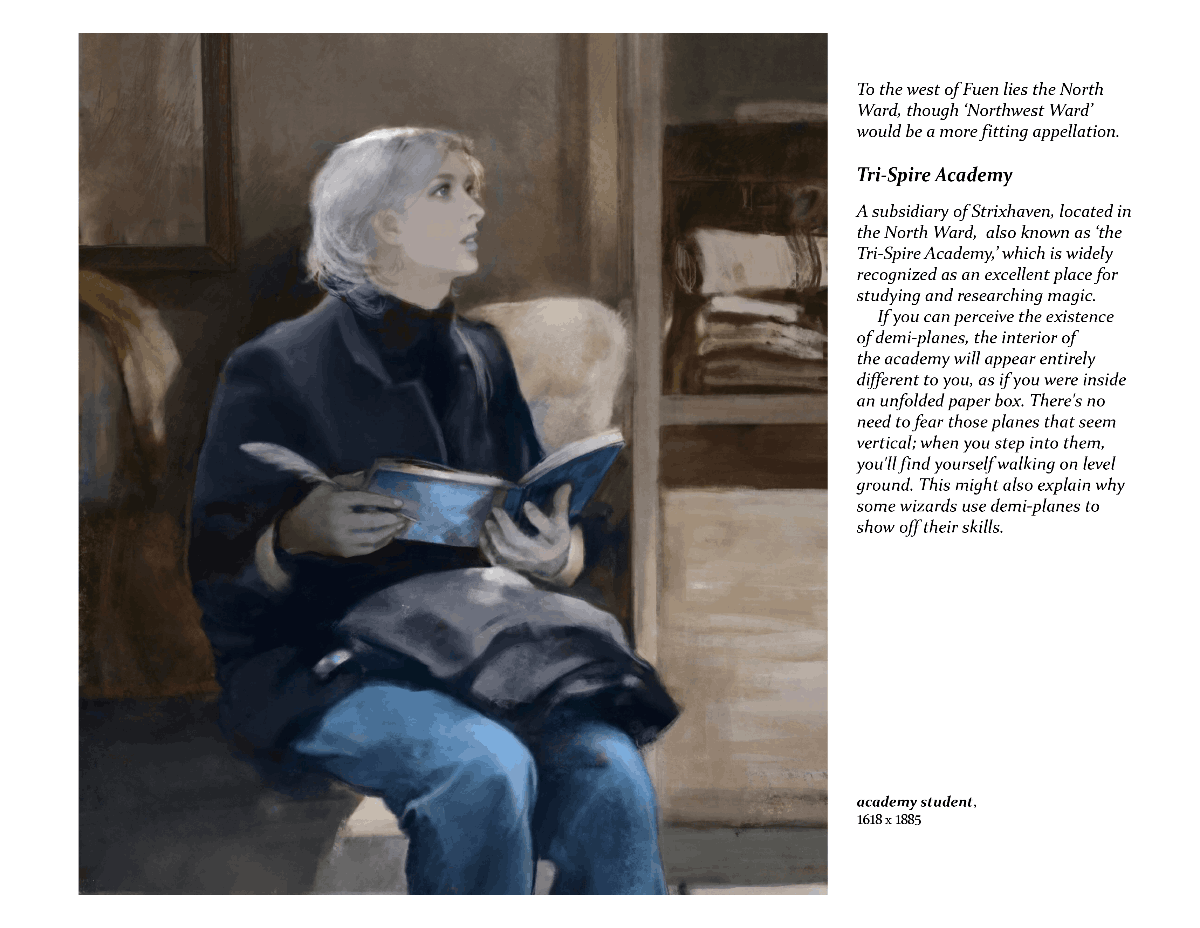 To the west of Fuen lies the North
Ward, though ‘Northwest Ward’
would be a more fitting appellation.
Tri-Spire Academy
A subsidiary of Strixhaven, located in
the North Ward,  also known as ‘the
Tri-Spire Academy,’ which is widely
recognized as an excellent place for
studying and researching magic.
If you can perceive the existence
of demi-planes, the interior of
the academy will appear entirely
different to you, as if you were inside
an unfolded paper box. There's no
need to fear those planes that seem
vertical; when you step into them,
you'll find yourself walking on level
ground. This might also explain why
some wizards use demi-planes to
show off their skills.
academy student,
1618 x 1885